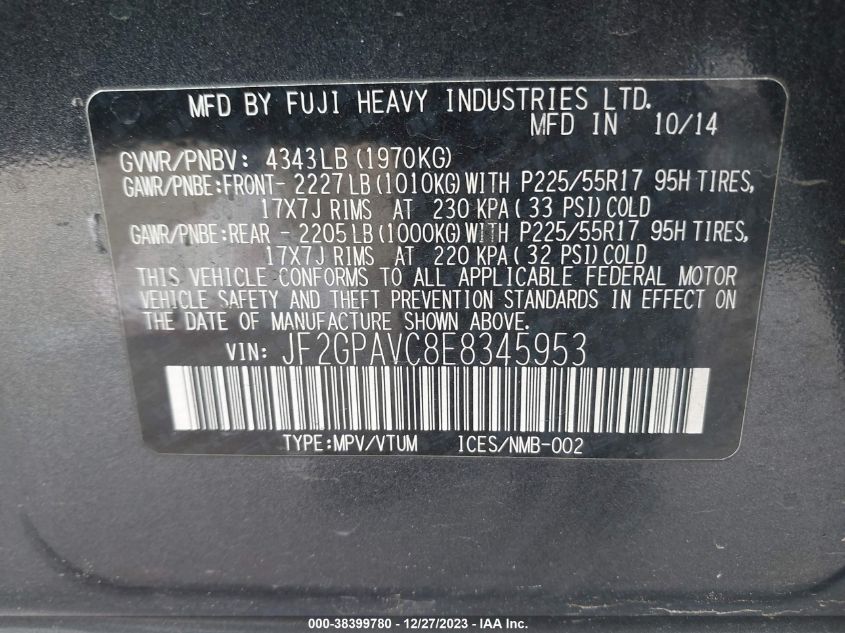 MFD BY FUJI HEAVY INDUSTRIES LTD.
MFD IN 10/14
GVWR/PNBV: 4343LB(1970KG)
GAWR/PNBE:FRONT- 2227LB(1010KG)WITH P225/55R17 95H TIRES,
17X7J RIMS AT 230 KPA( 33 PSI)COLD
GAWR/PNBE:REAR - 2205LB(1000KG)WITH P225/55R17 95H TIRES,
17X7J RIMS AT 220 KPA( 32 PSI)COLD
THIS VEHICLE CONFORMS TO ALL APPLICABLE FEDERAL MOTOR
VEHICLE SAFETY AND THEFT PREVENTION STANDARDS IN EFFECT ON
THE DATE OF MANUFACTURE SHOWN ABOVE.
VIN: JF2GPAVC8E8345953
TYPE:MPV/VTUM ICES/NMB-002
000-38399780 - 12/27/2023 - IAA Inc.